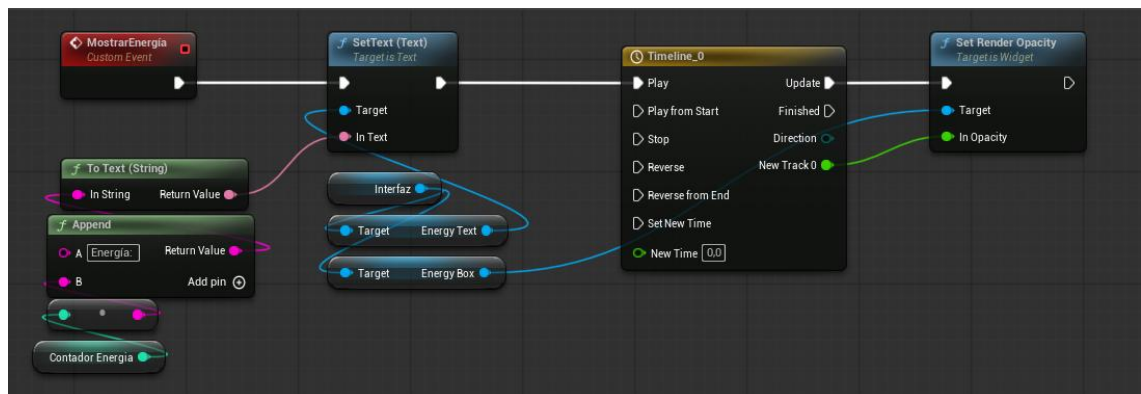 MostrarEnergía
Custom Event
SetText (Text)
Target is Text
Target
In Text
Timeline_0
Play
Update
Play from Start
Finished
Stop
Direction
Reverse
New Track 0
Reverse from End
Set New Time
New Time 0,0
Set Render Opacity
Target is Widget
Target
In Opacity
To Text (String)
In String
Return Value
Append
A Energía:
Return Value
B
Add pin
Contador Energia
Interfaz
Target
Energy Text
Target
Energy Box